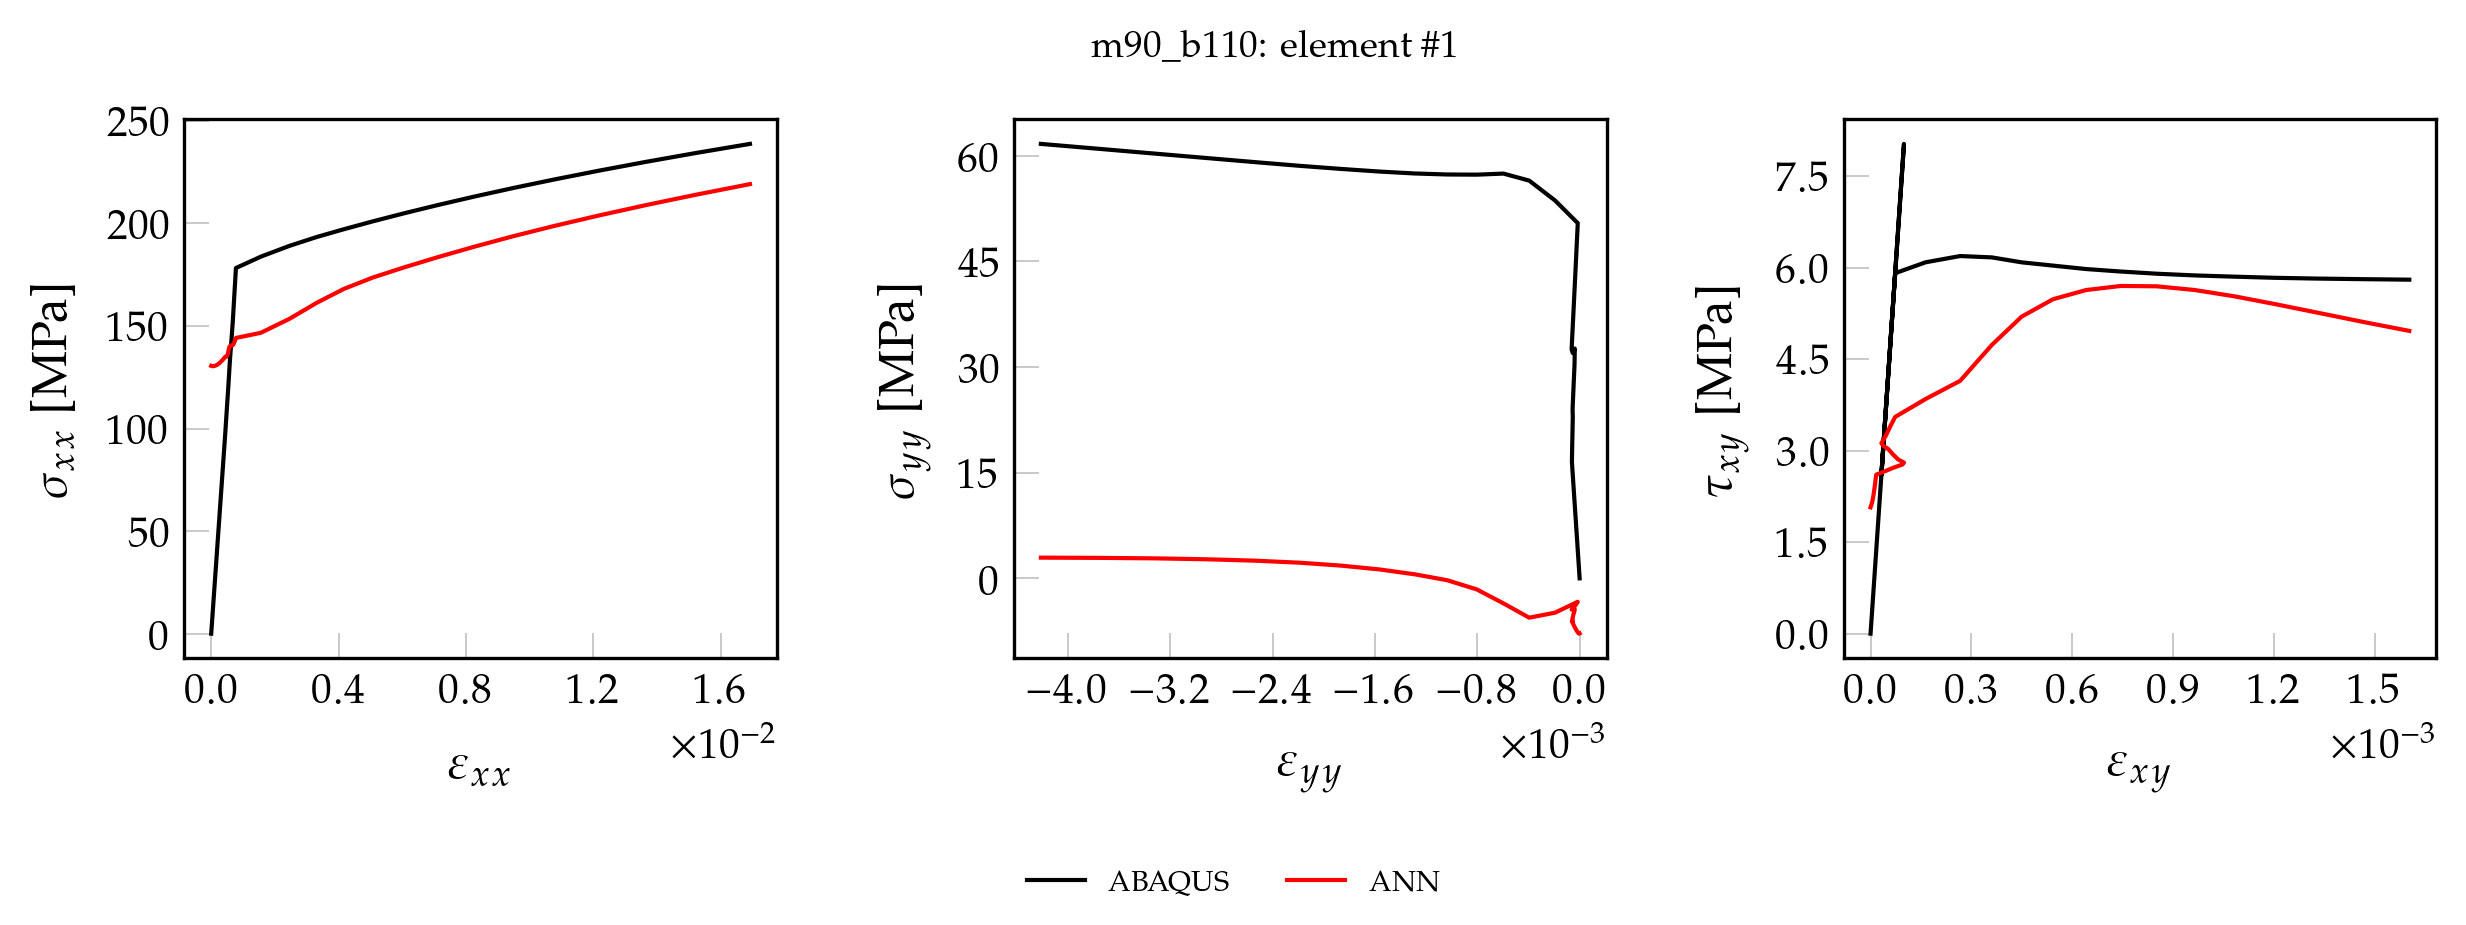 m90_b110: element #1
σxx [MPa]
250
200
150
100
50
0
0.0 0.4 0.8 1.2 1.6
×10−2
εxx
σyy [MPa]
60
45
30
15
0
−4.0 −3.2 −2.4 −1.6 −0.8 0.0
×10−3
εyy
τxy [MPa]
7.5
6.0
4.5
3.0
1.5
0.0
0.0 0.3 0.6 0.9 1.2 1.5
×10−3
εxy
ABAQUS ANN